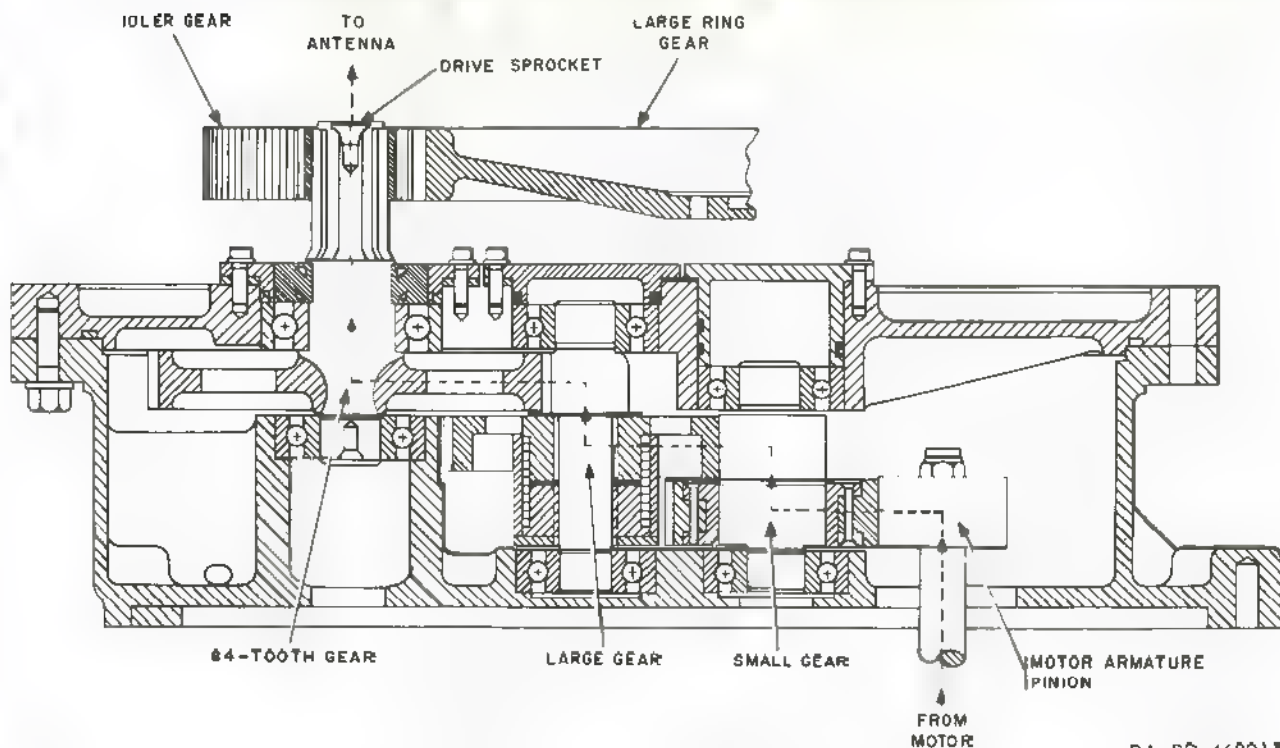 IDLER GEAR
TO
ANTENNA
LARGE RING
GEAR
DRIVE SPROCKET
64-TOOTH GEAR
LARGE GEAR
SMALL GEAR
MOTOR ARMATURE
PINION
FROM
MOTOR